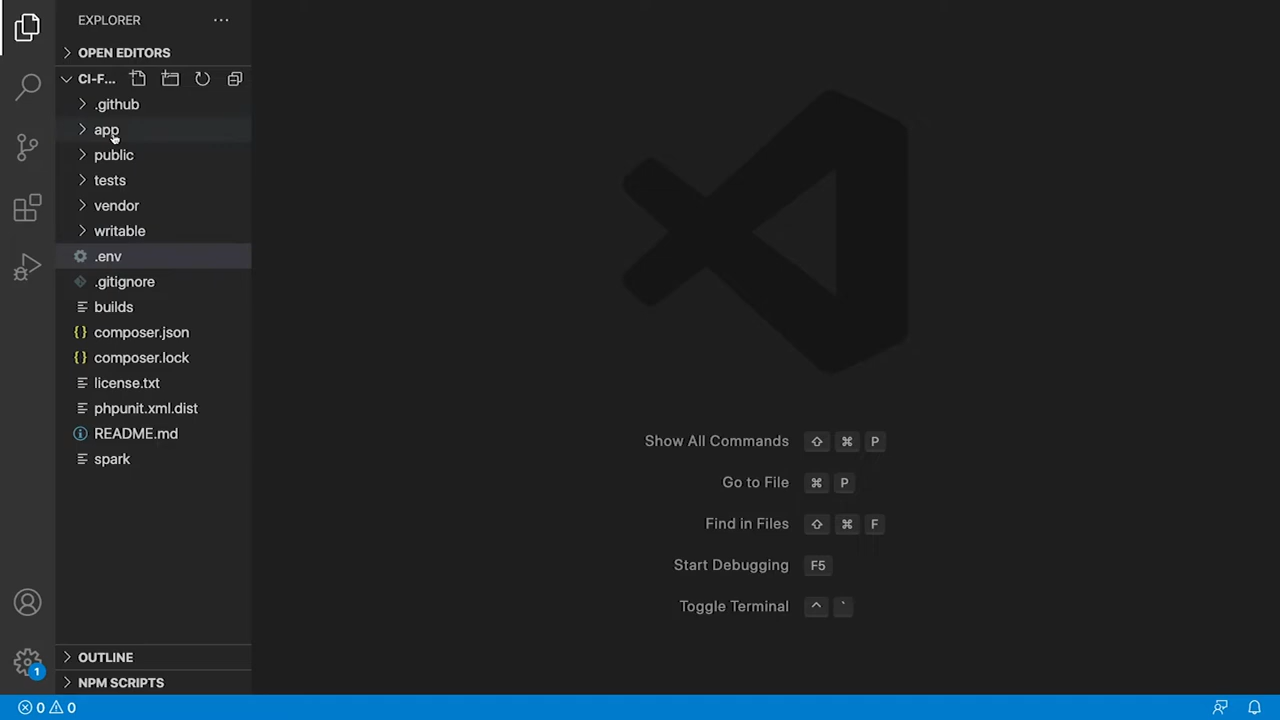 EXPLORER
OPEN EDITORS
CI-F...
.github
app
public
tests
vendor
writable
.env
.gitignore
builds
{} composer.json
{} composer.lock
license.txt
phpunit.xml.dist
README.md
spark
Show All Commands ⇧ ⌘ P
Go to File ⌘ P
Find in Files ⇧ ⌘ F
Start Debugging F5
Toggle Terminal ^ `
1
OUTLINE
NPM SCRIPTS
0 0